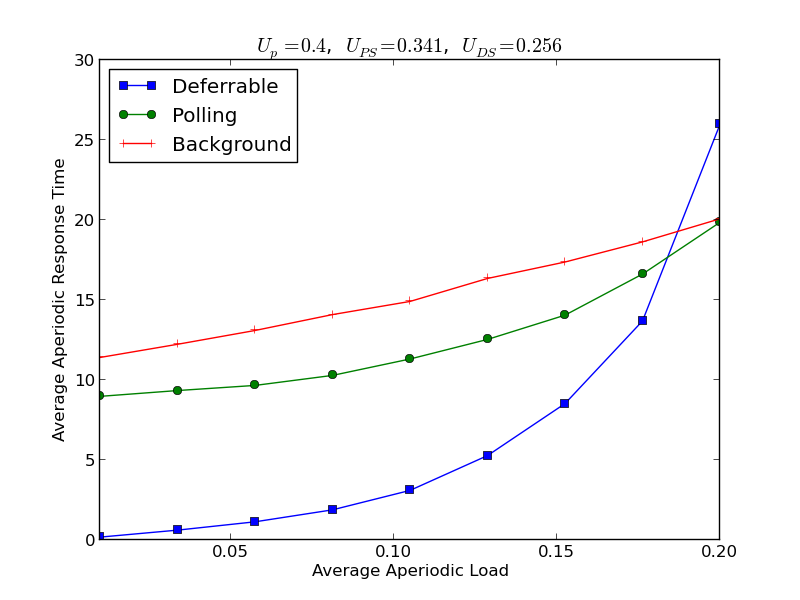 U_p = 0.4, U_PS = 0.341, U_DS = 0.256
30
25
20
15
10
5
0
Average Aperiodic Response Time
Deferrable
Polling
Background
0.05 0.10 0.15 0.20
Average Aperiodic Load